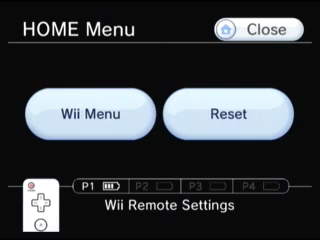 HOME Menu
Close
Wii Menu
Reset
P1 P2 P3 P4
Wii Remote Settings
A